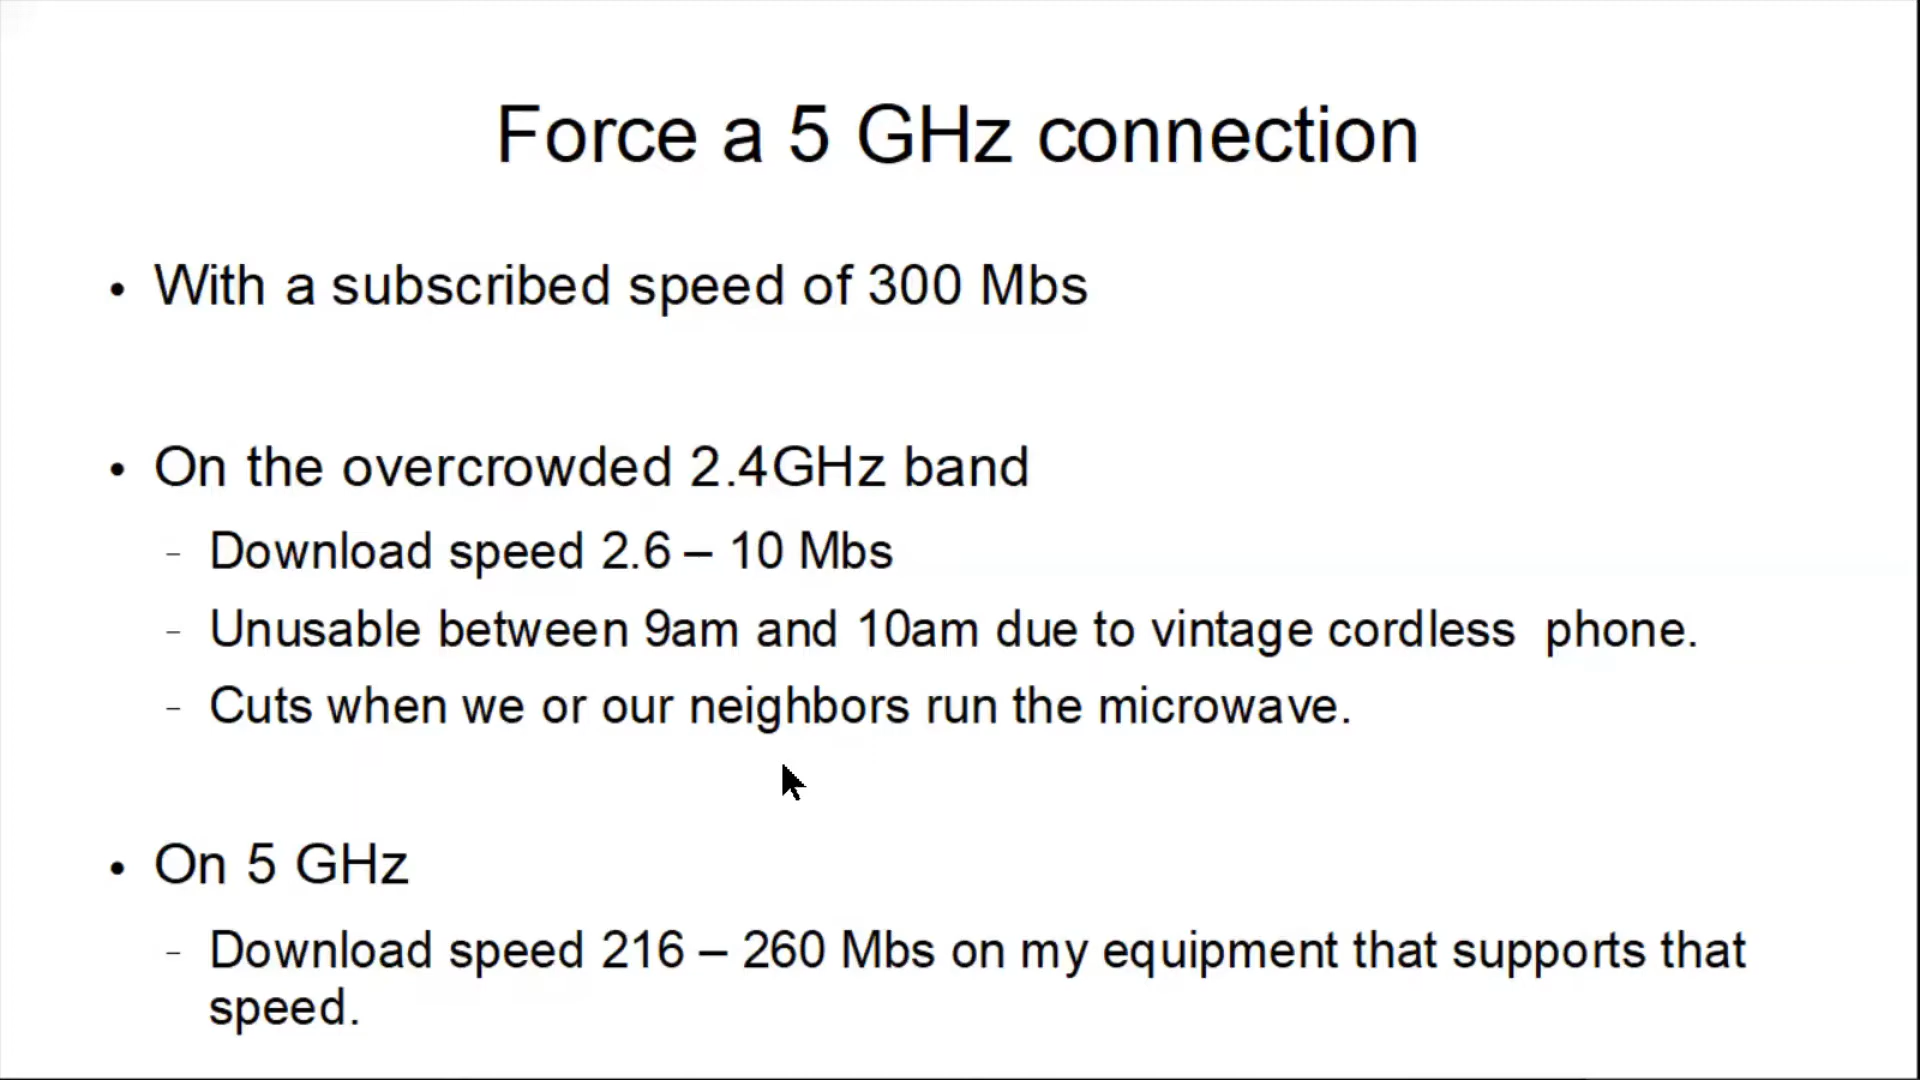 Force a 5 GHz connection
• With a subscribed speed of 300 Mbs
• On the overcrowded 2.4GHz band
– Download speed 2.6 – 10 Mbs
– Unusable between 9am and 10am due to vintage cordless  phone.
– Cuts when we or our neighbors run the microwave.
• On 5 GHz
– Download speed 216 – 260 Mbs on my equipment that supports that
speed.